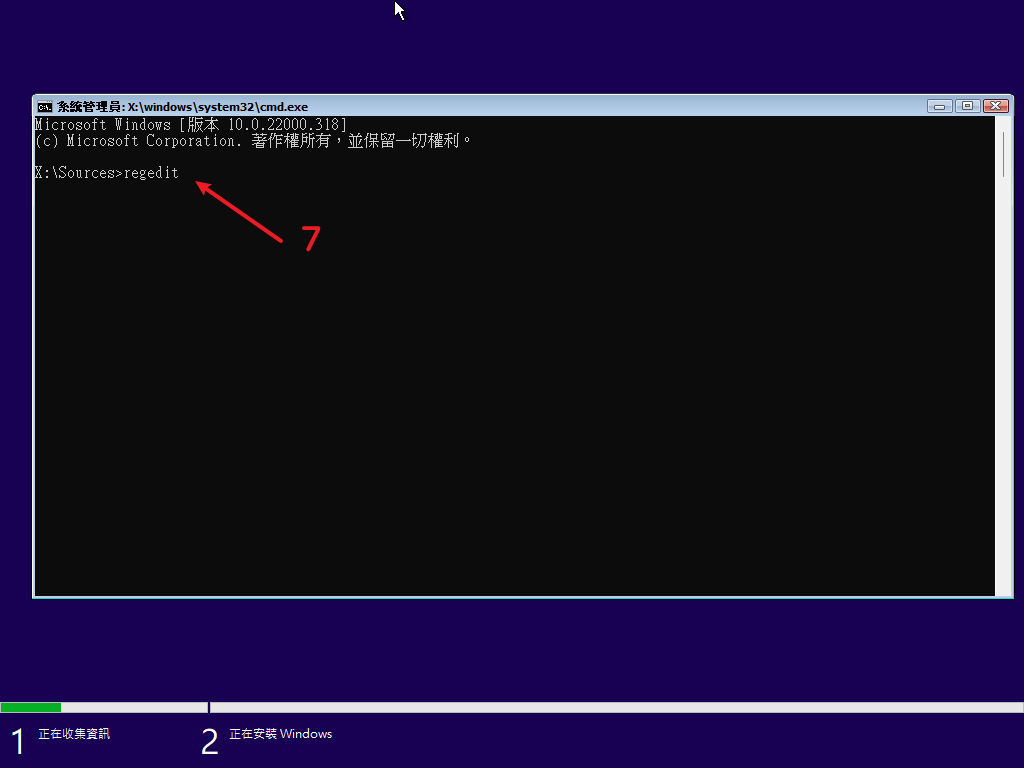 系統管理員: X:\windows\system32\cmd.exe
Microsoft Windows [版本 10.0.22000.318]
(c) Microsoft Corporation. 著作權所有，並保留一切權利。
X:\Sources>regedit
7
1 正在收集資訊
2 正在安裝 Windows